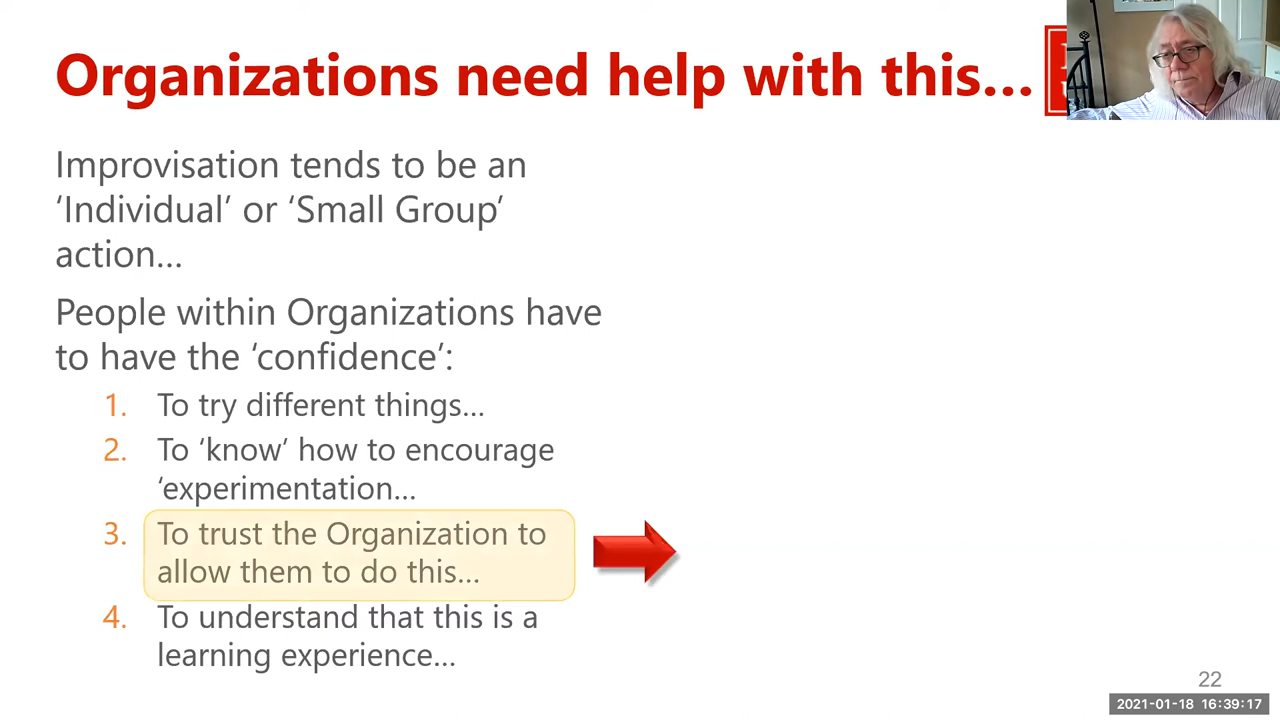 Organizations need help with this...
Improvisation tends to be an
‘Individual’ or ‘Small Group’
action...
People within Organizations have
to have the ‘confidence’:
1. To try different things...
2. To ‘know’ how to encourage
‘experimentation...
3. To trust the Organization to
allow them to do this...
4. To understand that this is a
learning experience...
22
2021-01-18 16:39:17